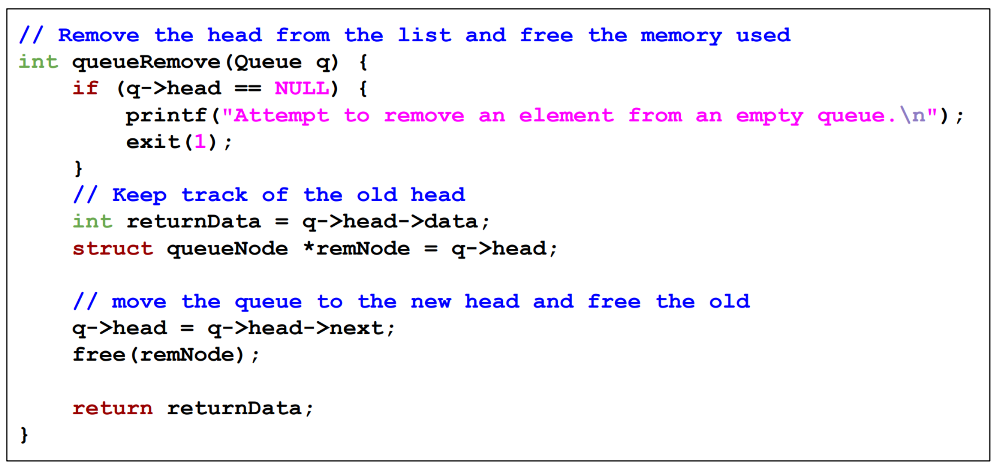 // Remove the head from the list and free the memory used
int queueRemove(Queue q) {
    if (q->head == NULL) {
        printf("Attempt to remove an element from an empty queue.\n");
        exit(1);
    }
    // Keep track of the old head
    int returnData = q->head->data;
    struct queueNode *remNode = q->head;
    // move the queue to the new head and free the old
    q->head = q->head->next;
    free(remNode);
    return returnData;
}